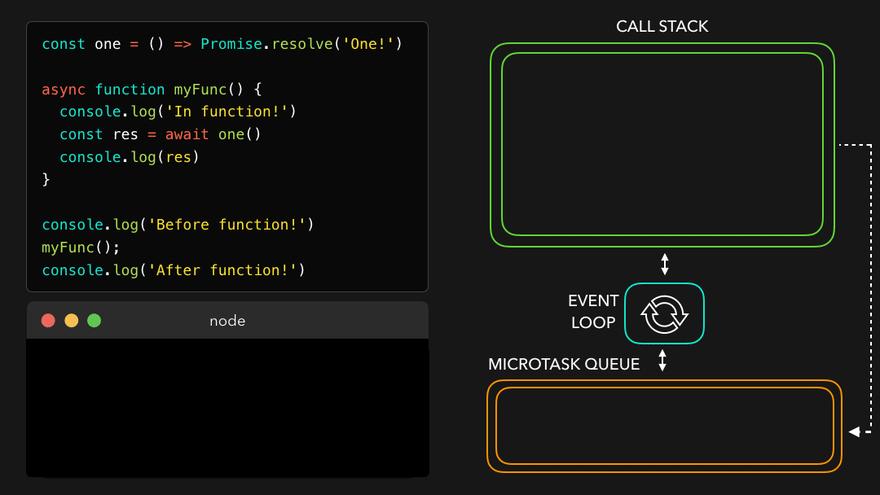 const one = () => Promise.resolve('One!')
async function myFunc() {
  console.log('In function!')
  const res = await one()
  console.log(res)
}
console.log('Before function!')
myFunc();
console.log('After function!')
node
CALL STACK
EVENT
LOOP
MICROTASK QUEUE